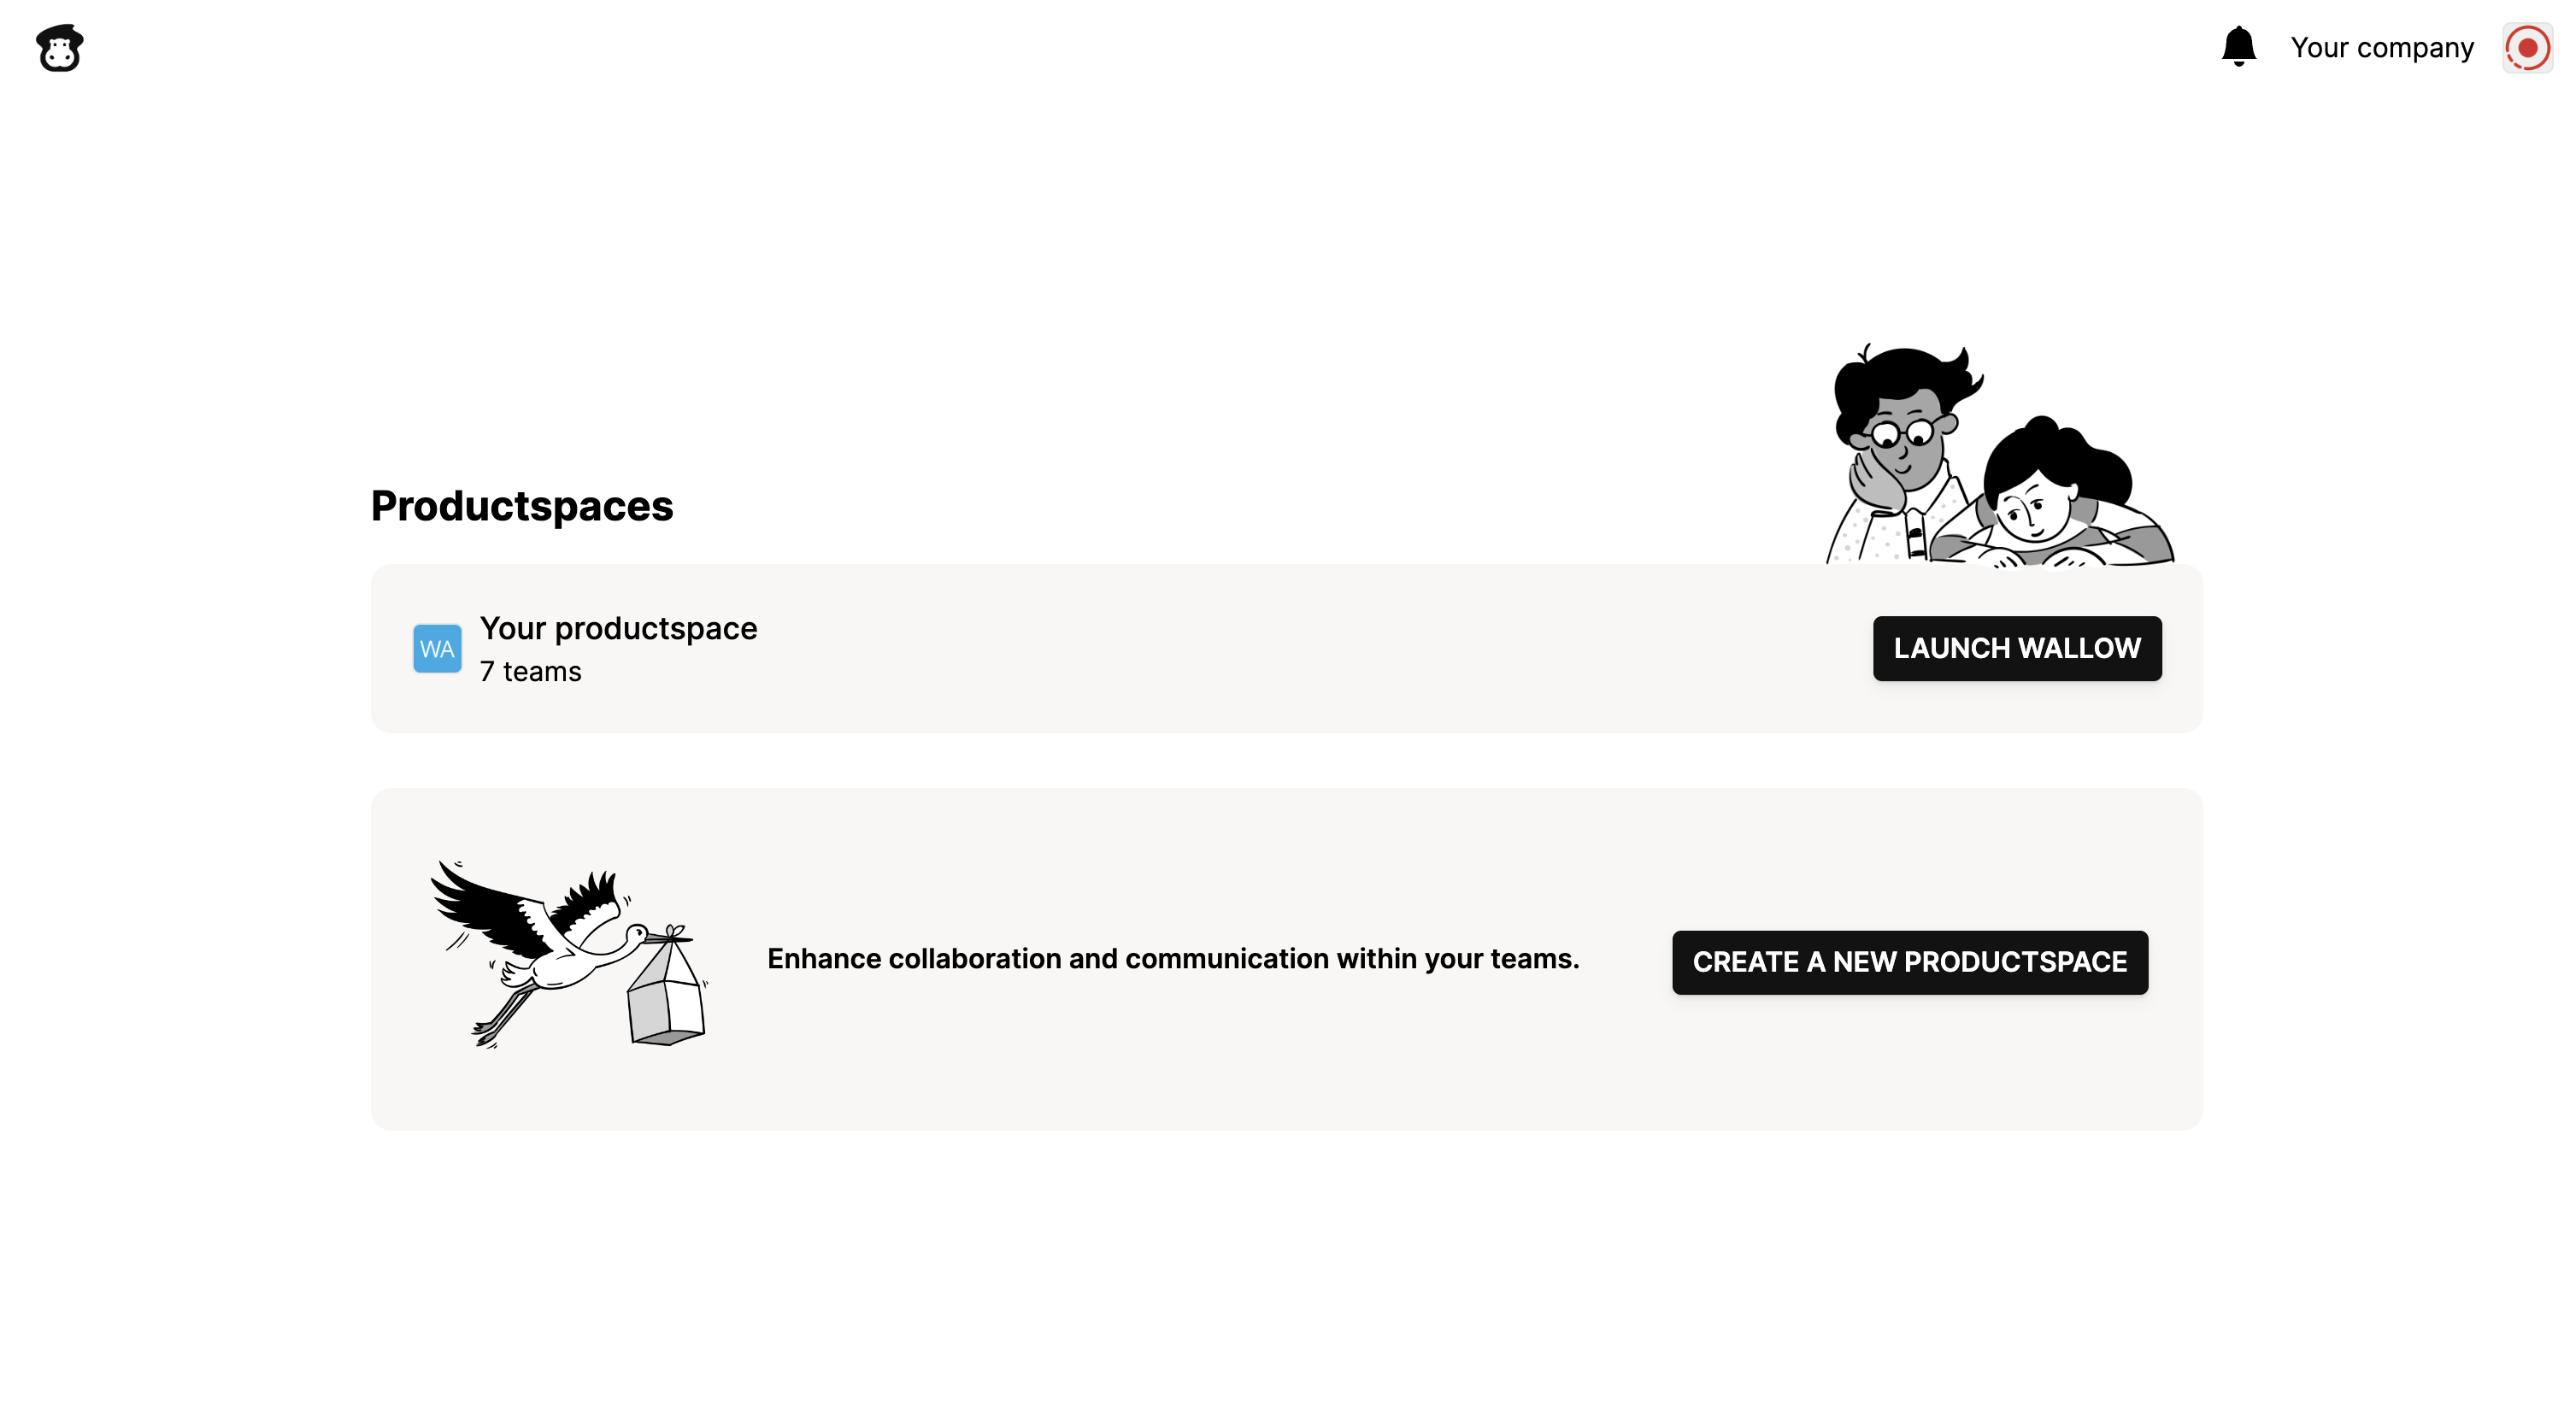 Your company
Productspaces
WA
Your productspace
7 teams
LAUNCH WALLOW
Enhance collaboration and communication within your teams.
CREATE A NEW PRODUCTSPACE